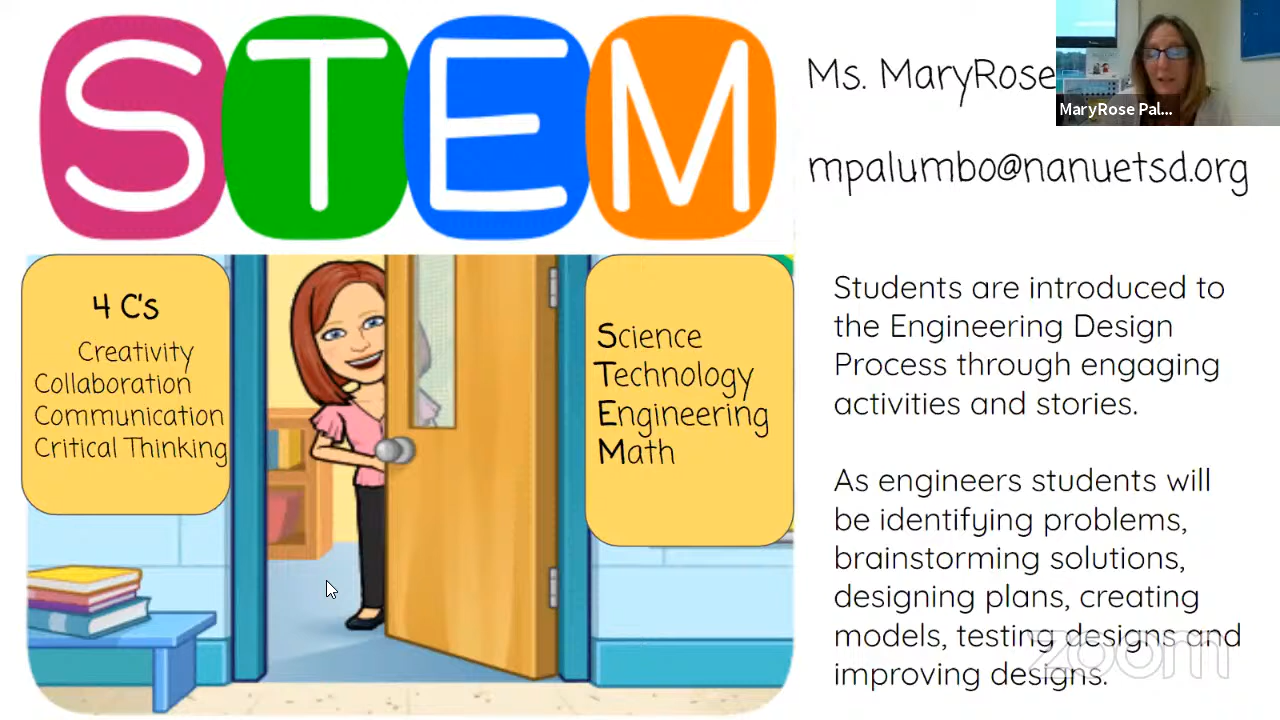 STEM
Ms. MaryRose
MaryRose Pal...
mpalumbo@nanuetsd.org
4 C's
Creativity
Collaboration
Communication
Critical Thinking
Science
Technology
Engineering
Math
Students are introduced to
the Engineering Design
Process through engaging
activities and stories.
As engineers students will
be identifying problems,
brainstorming solutions,
designing plans, creating
models, testing designs and
improving designs.
zoom